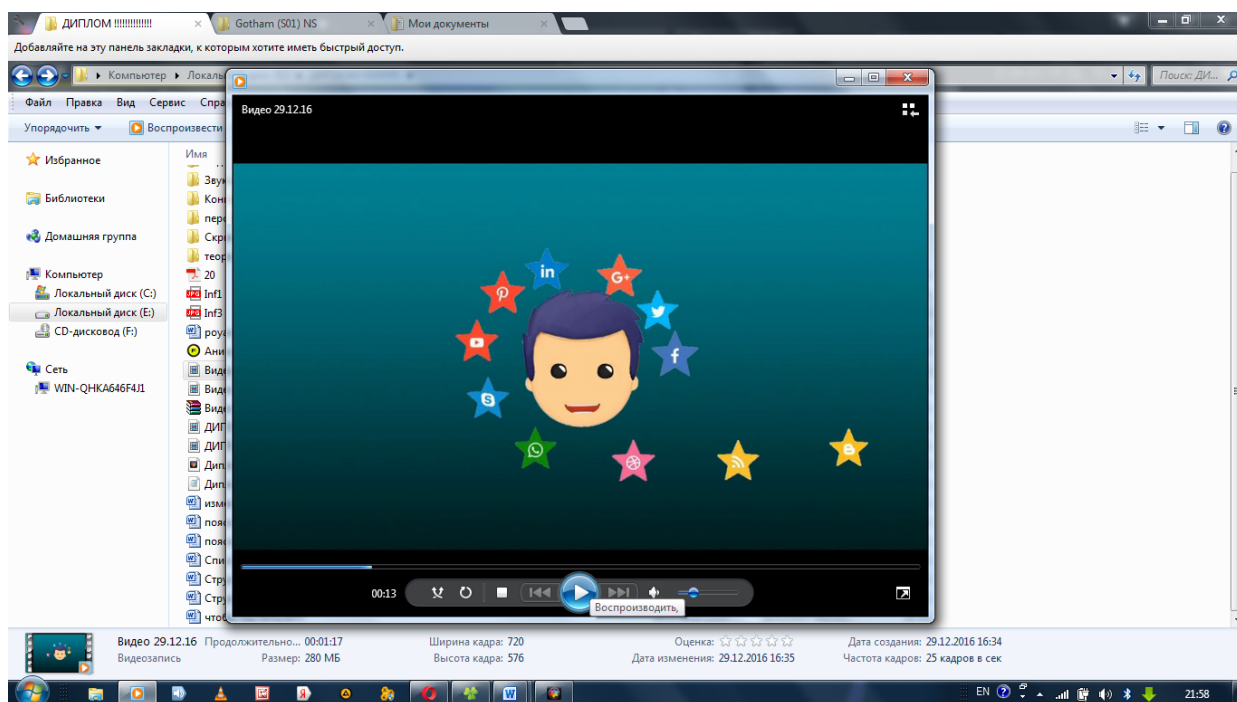 ДИПЛОМ !!!!!!!!!!!!!! Gotham (S01) NS Мои документы
Добавляйте на эту панель закладки, к которым хотите иметь быстрый доступ.
Компьютер Поиск: ДИ...
Файл Правка Вид Сервис
Упорядочить Воспроизвести
Видео 29.12.16
Имя
Избранное
Библиотеки
Домашняя группа
Компьютер
Локальный диск (C:)
Локальный диск (E:)
CD-дисковод (F:)
Сеть
WIN-QHKA646F4J1
20
Inf1
Inf3
in
G+
f
S
00:13
Воспроизводить,
Видео 29.12.16 Продолжительно... 00:01:17 Ширина кадра: 720 Оценка: Дата создания: 29.12.2016 16:34
Видеозапись Размер: 280 МБ Высота кадра: 576 Дата изменения: 29.12.2016 16:35 Частота кадров: 25 кадров в сек
EN 21:58